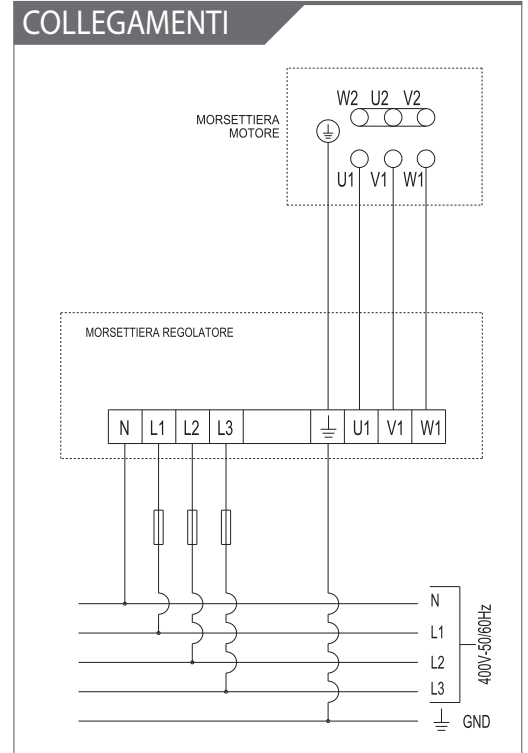 COLLEGAMENTI
W2 U2 V2
MORSETTIERA
MOTORE
U1 V1 W1
MORSETTIERA REGOLATORE
N L1 L2 L3 U1 V1 W1
N
L1
L2
L3
400V-50/60Hz
GND